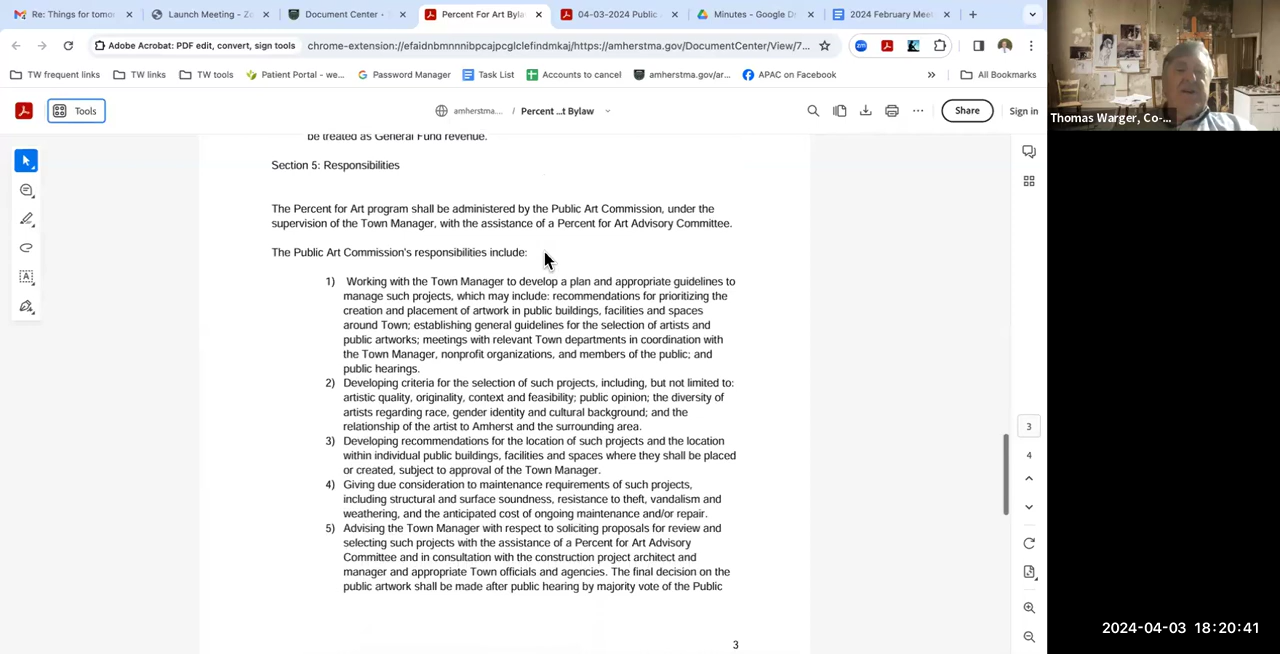 Re: Things for tomor
Launch Meeting - Ze
Document Center -
Percent For Art Bylaw
04-03-2024 Public
Minutes - Google D
2024 February Mee
Adobe Acrobat: PDF edit, convert, sign tools
chrome-extension://efaidnbmnnnibpcajpcglclefindmkaj/https://amherstma.gov/DocumentCenter/View/7...
TW frequent links
TW links
TW tools
Patient Portal - we...
Password Manager
Task List
Accounts to cancel
amherstma.gov/ar...
APAC on Facebook
»
All Bookmarks
Tools
amherstma....
/ Percent ...t Bylaw
Share
Sign in
Thomas Warger, Co-...
be treated as General Fund revenue.
Section 5: Responsibilities
The Percent for Art program shall be administered by the Public Art Commission, under the
supervision of the Town Manager, with the assistance of a Percent for Art Advisory Committee.
The Public Art Commission's responsibilities include:
1) Working with the Town Manager to develop a plan and appropriate guidelines to
manage such projects, which may include: recommendations for prioritizing the
creation and placement of artwork in public buildings, facilities and spaces
around Town; establishing general guidelines for the selection of artists and
public artworks; meetings with relevant Town departments in coordination with
the Town Manager, nonprofit organizations, and members of the public; and
public hearings.
2) Developing criteria for the selection of such projects, including, but not limited to:
artistic quality, originality, context and feasibility; public opinion; the diversity of
artists regarding race, gender identity and cultural background; and the
relationship of the artist to Amherst and the surrounding area.
3) Developing recommendations for the location of such projects and the location
within individual public buildings, facilities and spaces where they shall be placed
or created, subject to approval of the Town Manager.
4) Giving due consideration to maintenance requirements of such projects,
including structural and surface soundness, resistance to theft, vandalism and
weathering, and the anticipated cost of ongoing maintenance and/or repair.
5) Advising the Town Manager with respect to soliciting proposals for review and
selecting such projects with the assistance of a Percent for Art Advisory
Committee and in consultation with the construction project architect and
manager and appropriate Town officials and agencies. The final decision on the
public artwork shall be made after public hearing by majority vote of the Public
3
3
4
2024-04-03 18:20:41